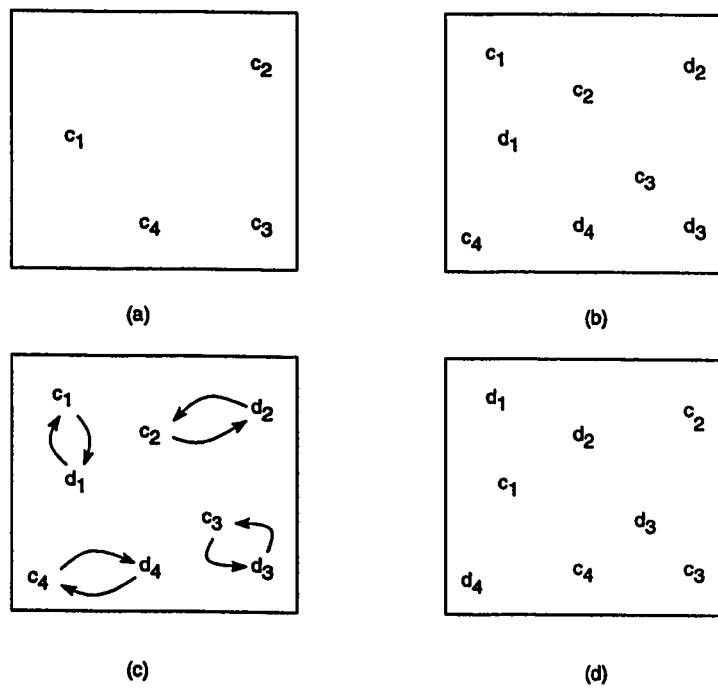 c₂
c₁
c₄ c₃
(a)
c₁ d₂
c₂
d₁
c₃
c₄ d₄ d₃
(b)
c₁
c₂ d₂
d₁
c₃
c₄ d₄ d₃
(c)
d₁ c₂
d₂
c₁
d₃
d₄ c₄ c₃
(d)